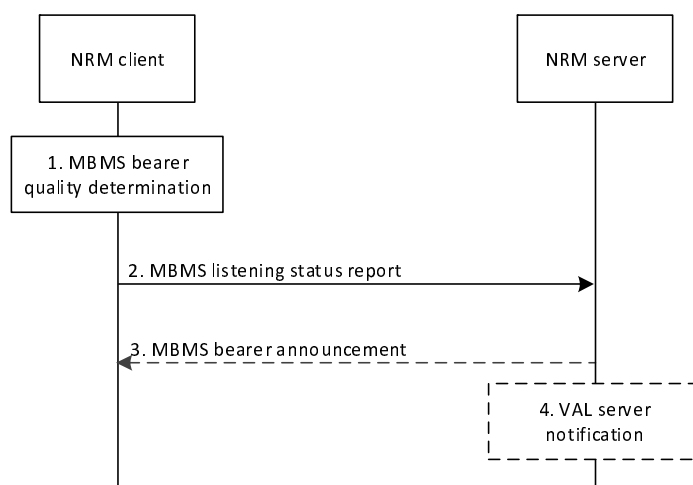 NRM client
NRM server
1. MBMS bearer
quality determination
2. MBMS listening status report
3. MBMS bearer announcement
4. VAL server
notification